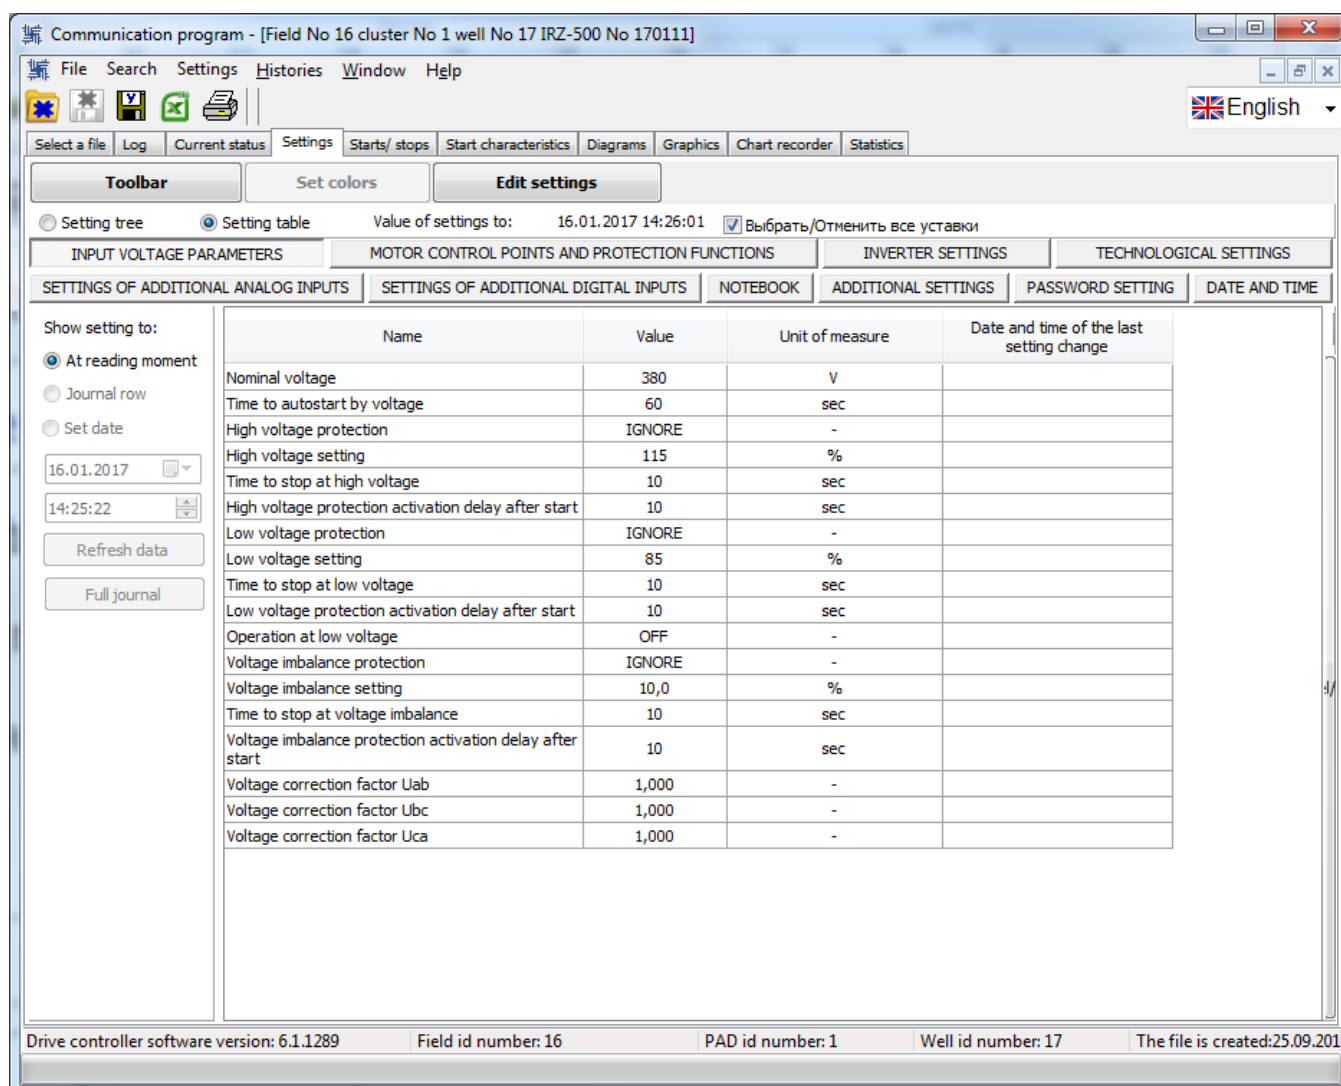 Communication program - [Field No 16 cluster No 1 well No 17 IRZ-500 No 170111]
File Search Settings Histories Window Help
English
Select a file Log Current status Settings Starts/ stops Start characteristics Diagrams Graphics Chart recorder Statistics
Toolbar Set colors Edit settings
Setting tree Setting table Value of settings to: 16.01.2017 14:26:01 Выбрать/Отменить все уставки
INPUT VOLTAGE PARAMETERS MOTOR CONTROL POINTS AND PROTECTION FUNCTIONS INVERTER SETTINGS TECHNOLOGICAL SETTINGS
SETTINGS OF ADDITIONAL ANALOG INPUTS SETTINGS OF ADDITIONAL DIGITAL INPUTS NOTEBOOK ADDITIONAL SETTINGS PASSWORD SETTING DATE AND TIME
Show setting to:
At reading moment
Journal row
Set date
16.01.2017
14:25:22
Refresh data
Full journal
Name Value Unit of measure Date and time of the last
setting change
Nominal voltage 380 V
Time to autostart by voltage 60 sec
High voltage protection IGNORE -
High voltage setting 115 %
Time to stop at high voltage 10 sec
High voltage protection activation delay after start 10 sec
Low voltage protection IGNORE -
Low voltage setting 85 %
Time to stop at low voltage 10 sec
Low voltage protection activation delay after start 10 sec
Operation at low voltage OFF -
Voltage imbalance protection IGNORE -
Voltage imbalance setting 10,0 %
Time to stop at voltage imbalance 10 sec
Voltage imbalance protection activation delay after
start 10 sec
Voltage correction factor Uab 1,000 -
Voltage correction factor Ubc 1,000 -
Voltage correction factor Uca 1,000 -
Drive controller software version: 6.1.1289 Field id number: 16 PAD id number: 1 Well id number: 17 The file is created:25.09.201